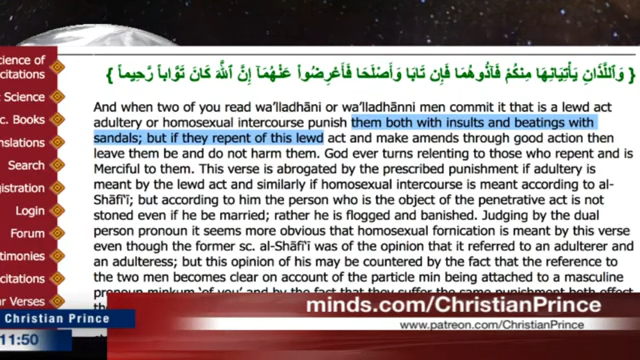 { وَٱللَّذَانِ يَأْتِيَانِهَا مِنكُمْ فَآذُوهُمَا فَإِن تَابَا وَأَصْلَحَا فَأَعْرِضُواْ عَنْهُمَآ إِنَّ ٱللَّهَ كَانَ تَوَّاباً رَّحِيماً }
And when two of you read wa'lladhāni or wa'lladhānni men commit it that is a lewd act
adultery or homosexual intercourse punish them both with insults and beatings with
sandals; but if they repent of this lewd act and make amends through good action then
leave them be and do not harm them. God ever turns relenting to those who repent and is
Merciful to them. This verse is abrogated by the prescribed punishment if adultery is
meant by the lewd act and similarly if homosexual intercourse is meant according to al-
Shāfi'ī; but according to him the person who is the object of the penetrative act is not
stoned even if he be married; rather he is flogged and banished. Judging by the dual
person pronoun it seems more obvious that homosexual fornication is meant by this verse
even though the former sc. al-Shāfi'ī was of the opinion that it referred to an adulterer and
an adulteress; but this opinion of his may be countered by the fact that the reference to
the two men becomes clear on account of the particle min being attached to a masculine
pronoun minkum 'of you' and by the fact that they suffer the same punishment both effect
cience of
citations
Science
c. Books
anslations
Search
gistration
Login
Forum
stimonies
citations
ar Verses
minds.com/ChristianPrince
www.patreon.com/ChristianPrince
Christian Prince
11:50